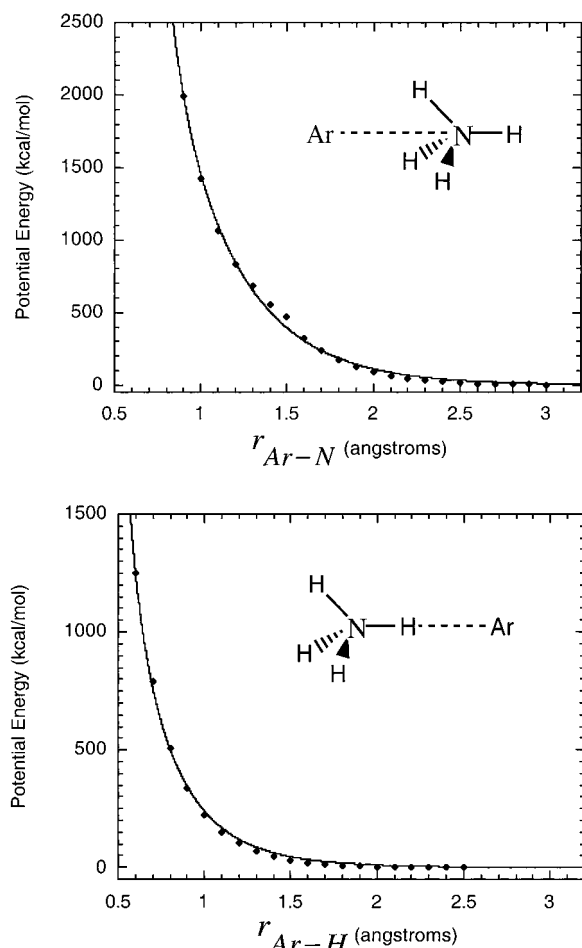 2500
2000
1500
1000
500
0
Potential Energy (kcal/mol)
H
Ar N H
H
H
0.5 1 1.5 2 2.5 3
r Ar−N (angstroms)
1500
1000
500
0
Potential Energy (kcal/mol)
H
N H Ar
H
H
0.5 1 1.5 2 2.5 3
r Ar−H (angstroms)